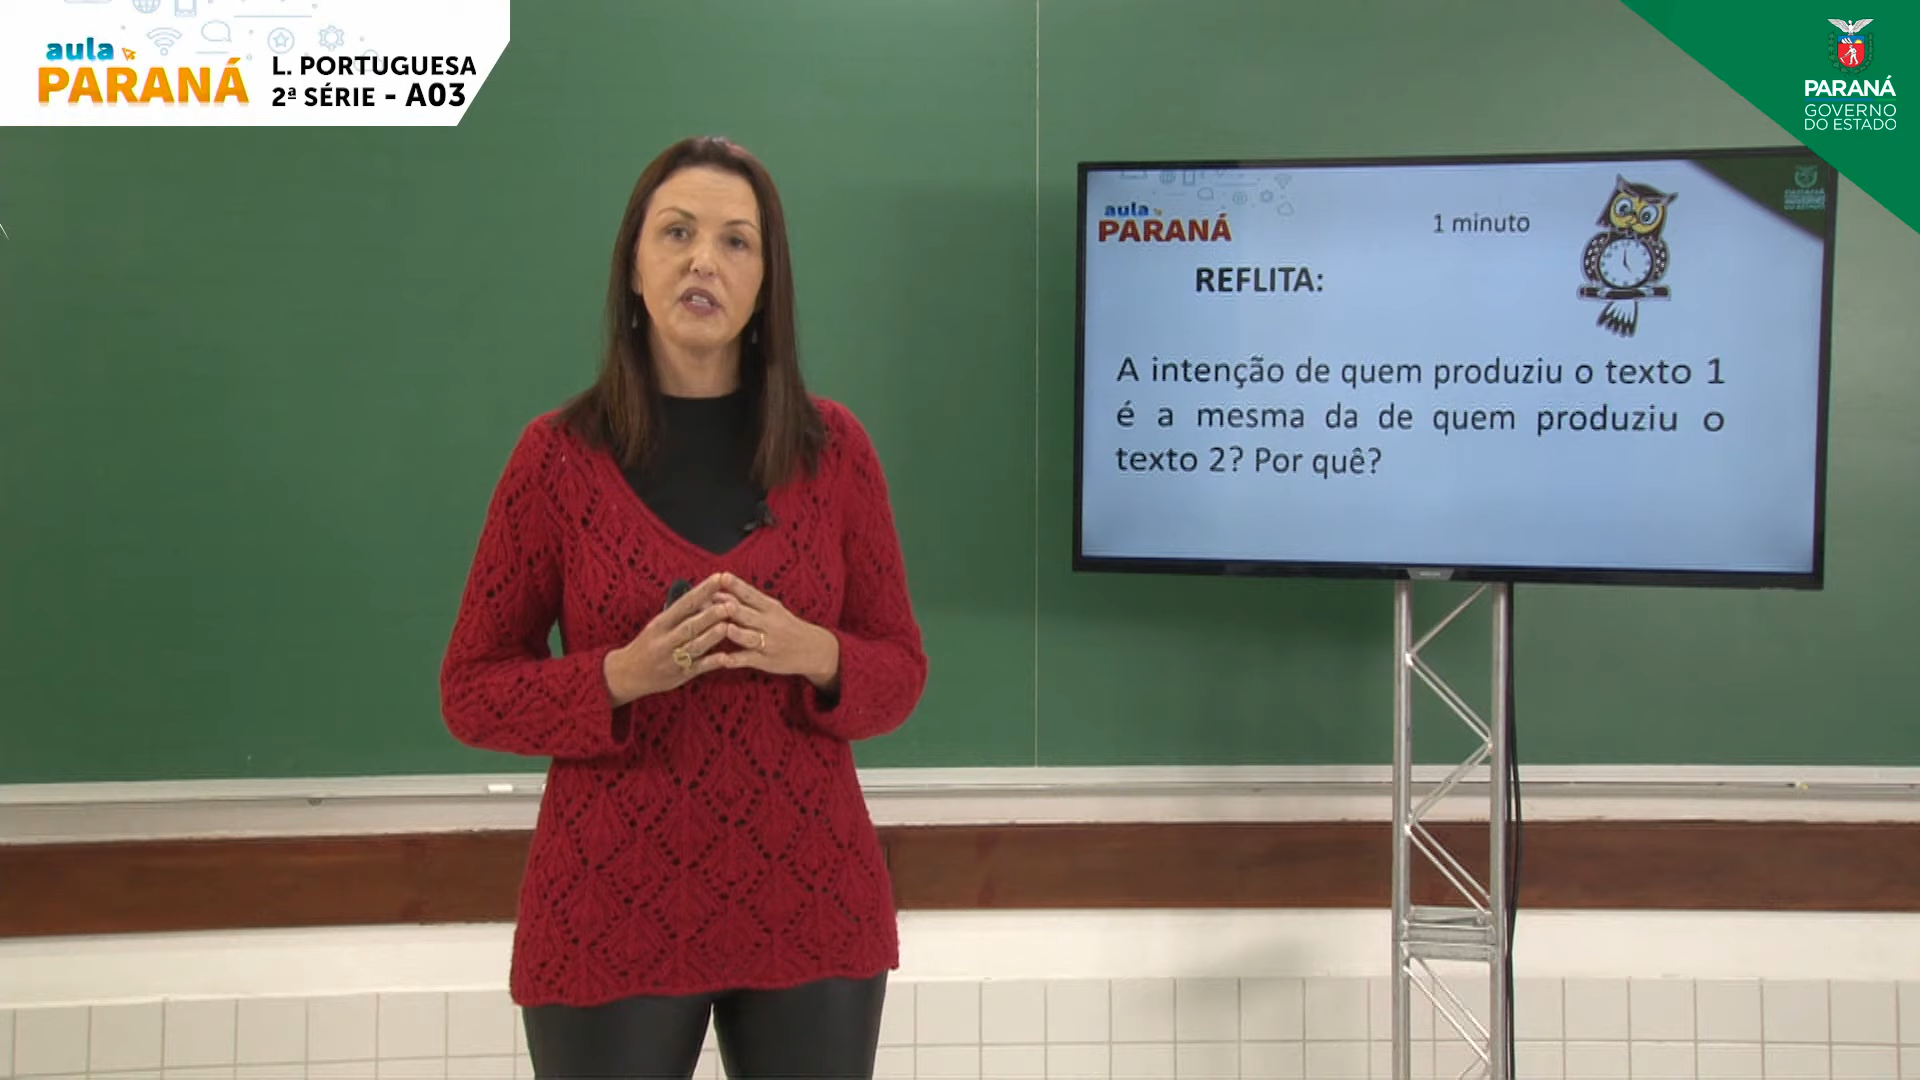 aula
PARANÁ
L. PORTUGUESA
2ª SÉRIE - A03
PARANÁ
GOVERNO
DO ESTADO
aula
PARANÁ
1 minuto
REFLITA:
A intenção de quem produziu o texto 1
é a mesma da de quem produziu o
texto 2? Por quê?